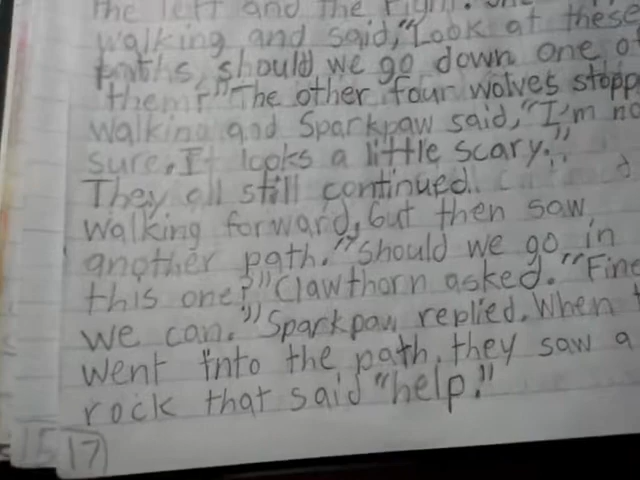 the left and the right.
walking and said,"Look at these
paths, should we go down one of
them?" The other four wolves stopp
walking and Sparkpaw said,"I'm no
sure. It looks a little scary."
They all still continued
walking forward, but then saw
another path. "Should we go in
this one?" Clawthorn asked. "Fine
we can." Sparkpaw replied. When t
went into the path, they saw a
rock that said "help."
15 17